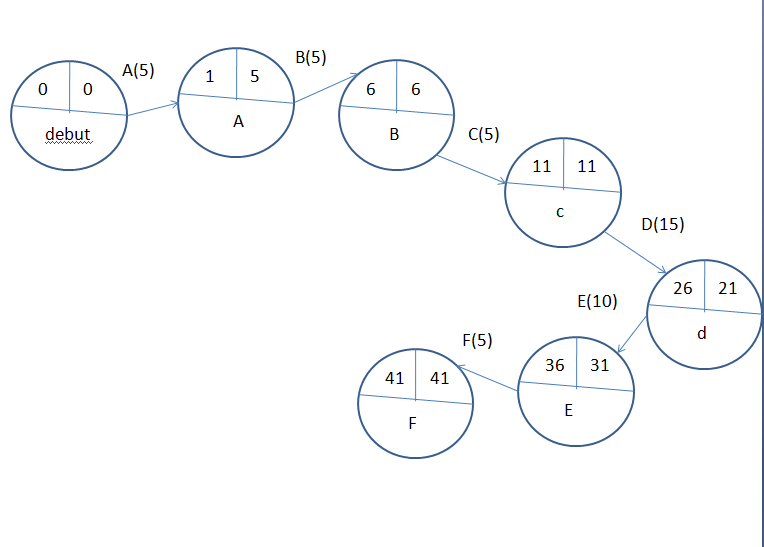 0 0
debut
A(5)
1 5
A
B(5)
6 6
B
C(5)
11 11
c
D(15)
26 21
d
E(10)
36 31
E
F(5)
41 41
F